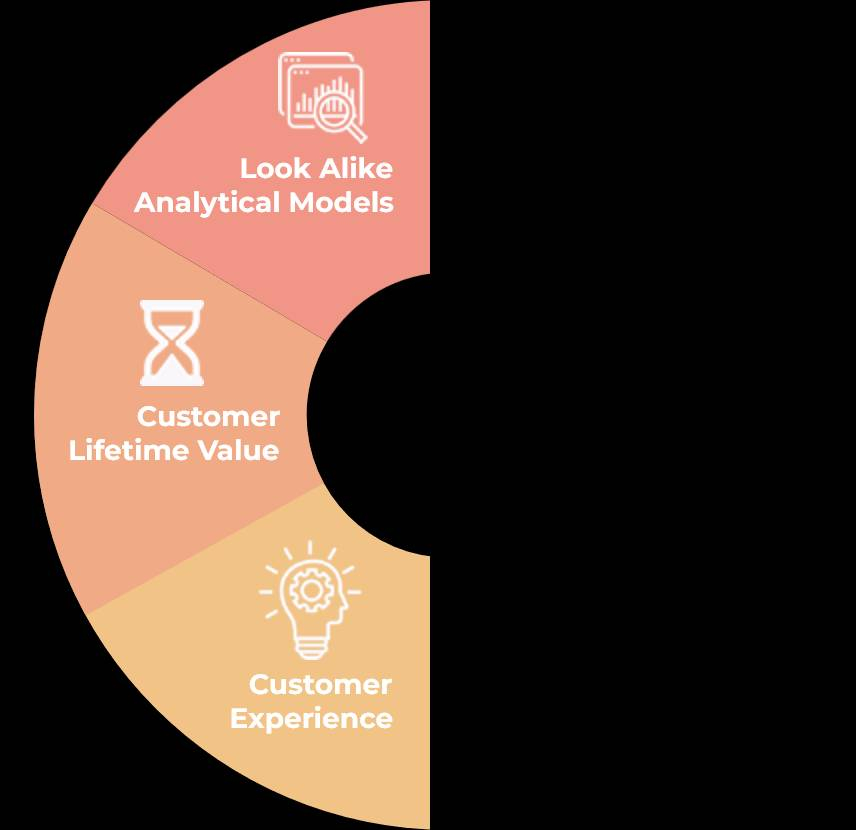 Look Alike
Analytical Models
Customer
Lifetime Value
Customer
Experience